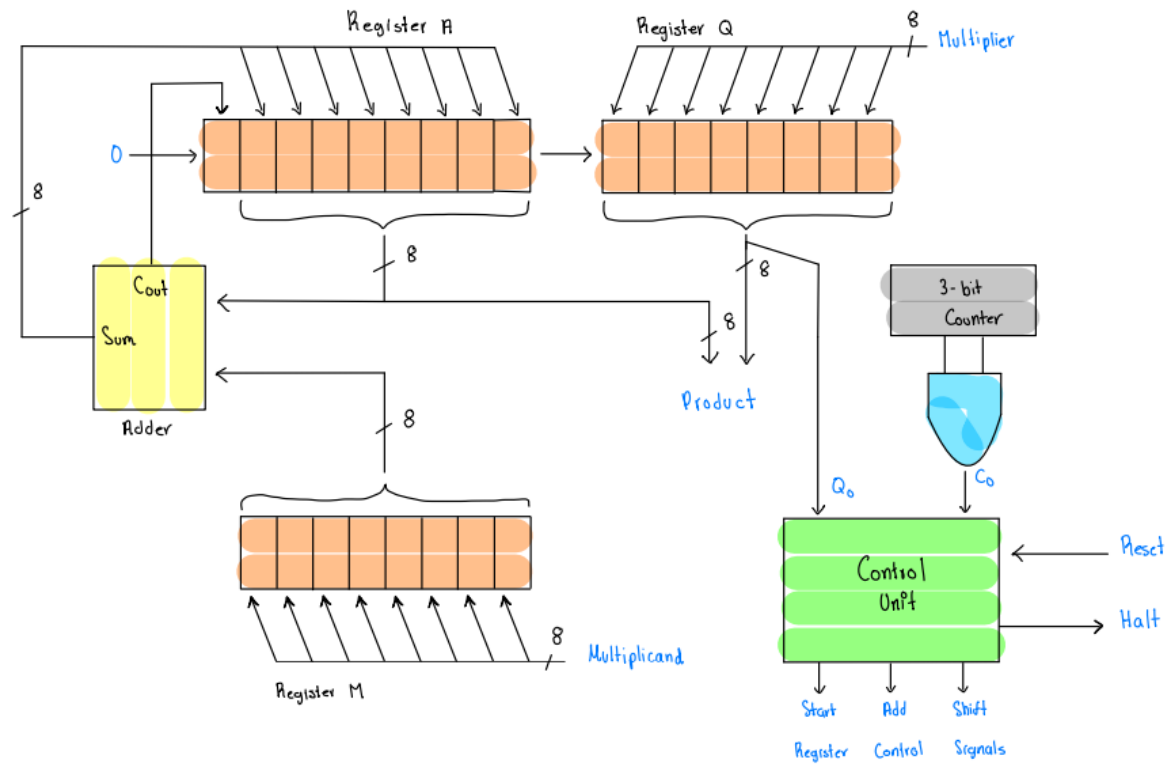 Register A
Register Q
8
Multiplier
0
8
8
8
8
Cout
Sum
Adder
3-bit
Counter
Product
8
Q0
C0
Control
Unit
Reset
Halt
8
Multiplicand
Register M
Start
Register
Add
Control
Shift
Signals